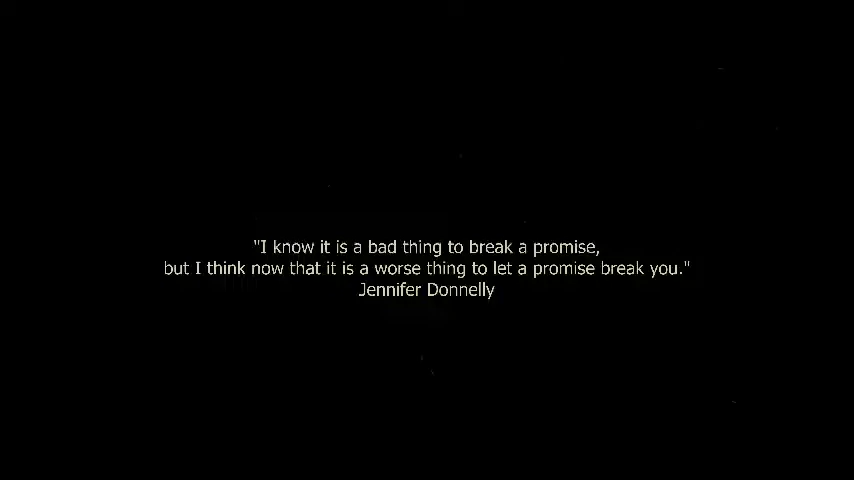 "I know it is a bad thing to break a promise,
but I think now that it is a worse thing to let a promise break you."
Jennifer Donnelly